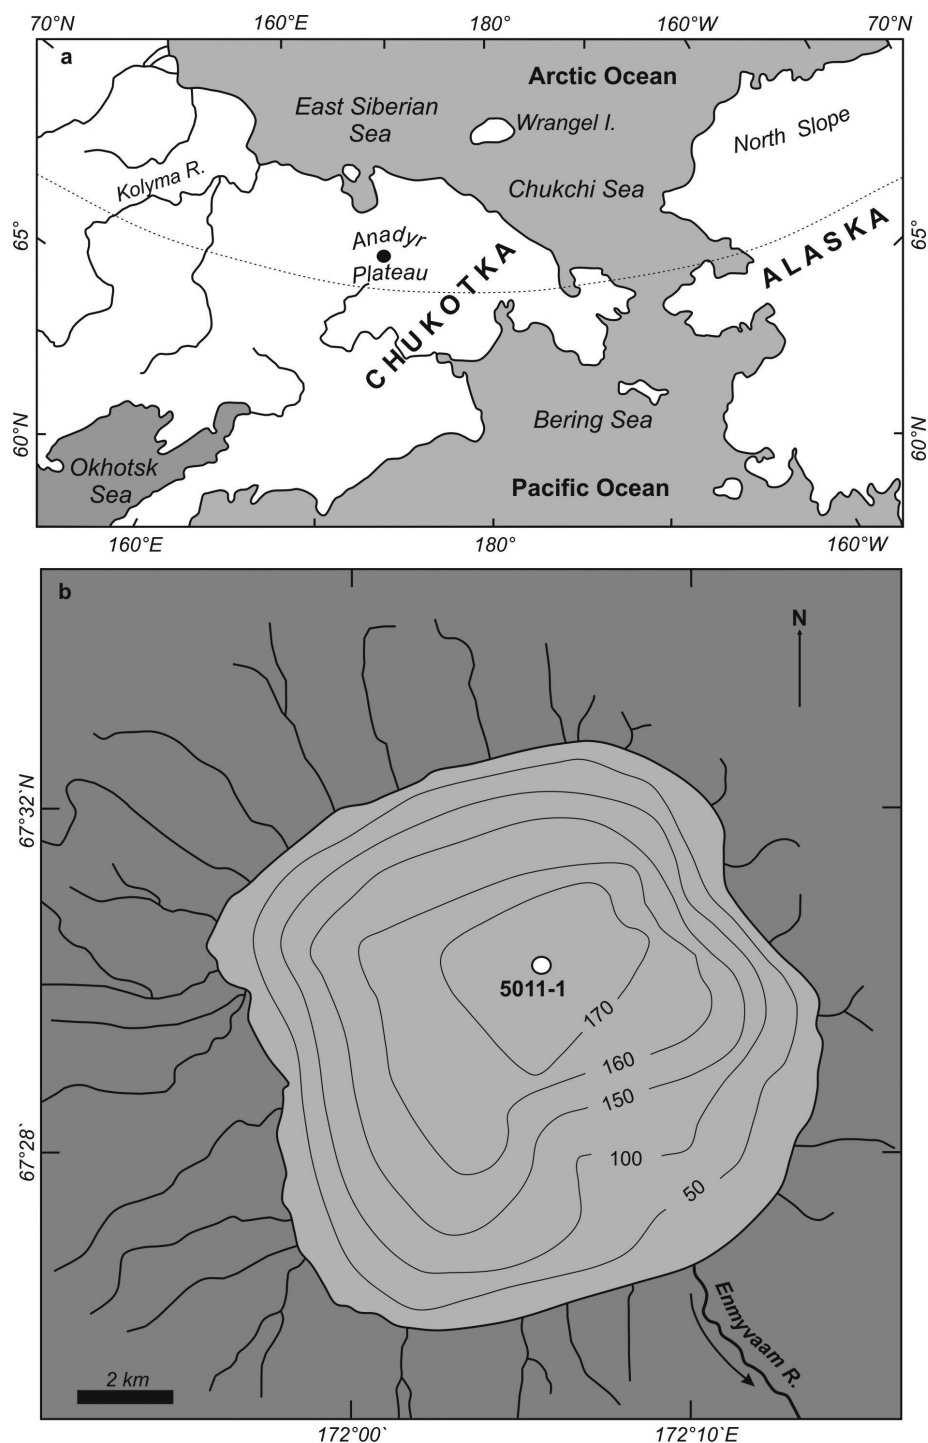 70°N 160°E 180° 160°W 70°N
a
Arctic Ocean
East Siberian
Sea
Wrangel I.
North Slope
Kolyma R.
Chukchi Sea
65°
65°
Anadyr
Plateau
CHUKOTKA
ALASKA
60°N
60°N
Bering Sea
Okhotsk
Sea
Pacific Ocean
160°E 180° 160°W
b
N
67°32`N
5011-1
170
160
150
100
50
67°28`
Enmyvaam R.
2 km
172°00` 172°10`E